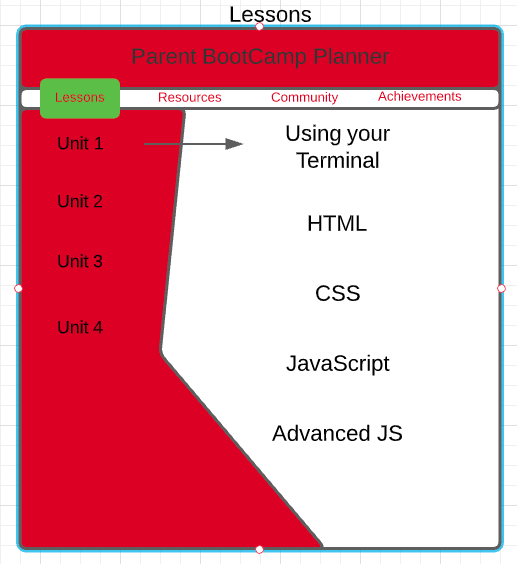 Lessons
Parent BootCamp Planner
Lessons Resources Community Achievements
Unit 1
Unit 2
Unit 3
Unit 4
Using your
Terminal
HTML
CSS
JavaScript
Advanced JS